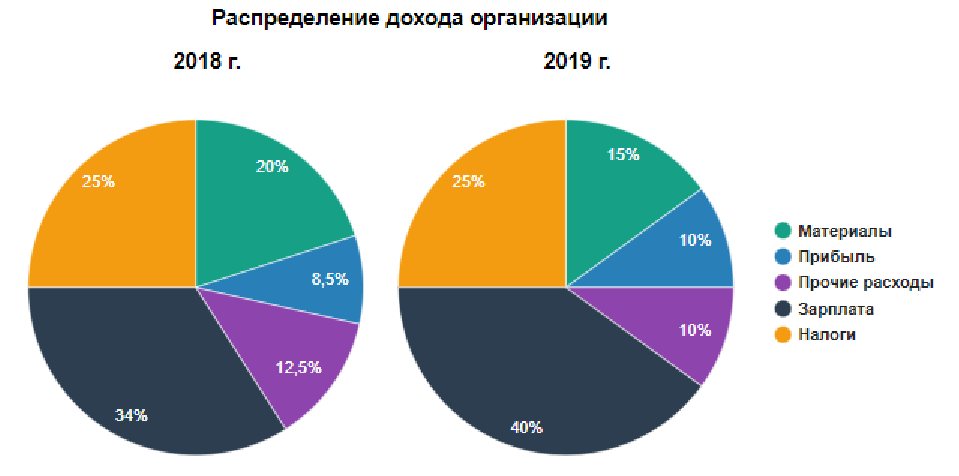 Распределение дохода организации
2018 г.
2019 г.
20%
8,5%
12,5%
34%
25%
15%
10%
10%
40%
25%
Материалы
Прибыль
Прочие расходы
Зарплата
Налоги